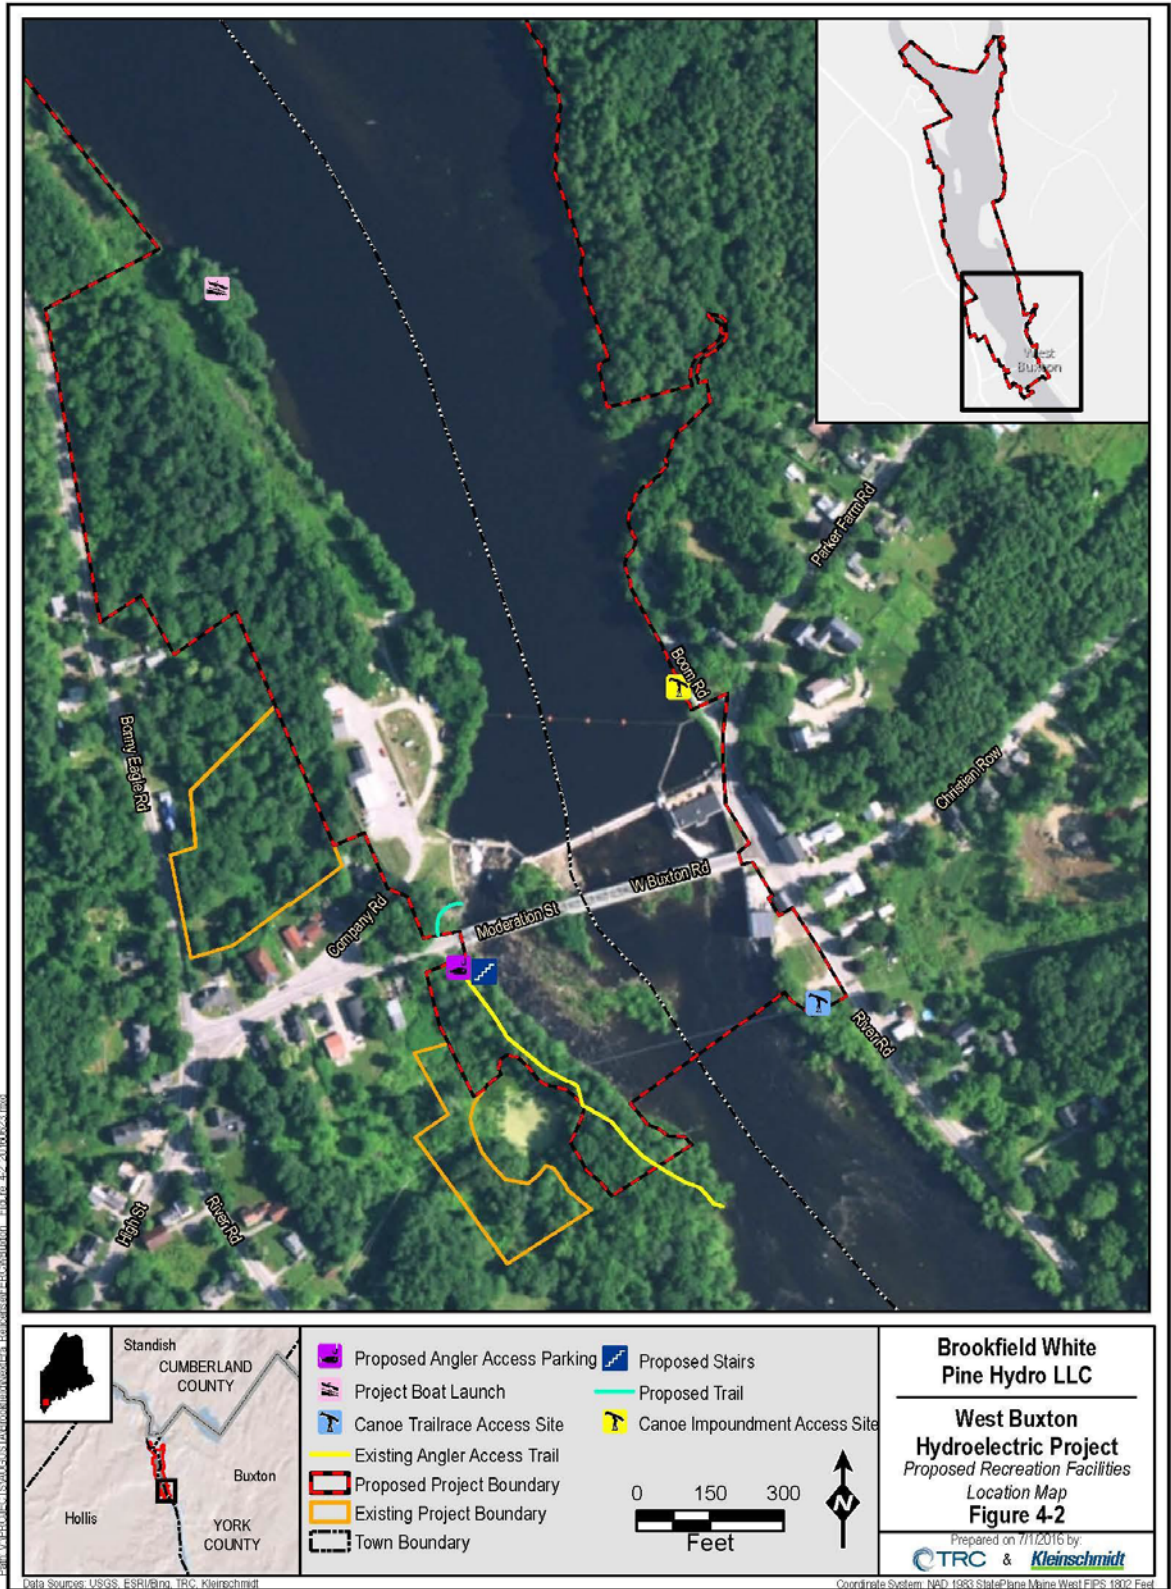 West
Buxton
Parker Farm Rd
Boom Rd
Bonny Eagle Rd
Christian Row
W Buxton Rd
Company Rd
Moderation St
River Rd
High St
River Rd
Standish
CUMBERLAND
COUNTY
Buxton
Hollis
YORK
COUNTY
Proposed Angler Access Parking
Proposed Stairs
Project Boat Launch
Proposed Trail
Canoe Trailrace Access Site
Canoe Impoundment Access Site
Existing Angler Access Trail
Proposed Project Boundary
Existing Project Boundary
Town Boundary
0 150 300
Feet
N
Brookfield White
Pine Hydro LLC
West Buxton
Hydroelectric Project
Proposed Recreation Facilities
Location Map
Figure 4-2
Prepared on 7/1/2016 by:
TRC & Kleinschmidt
Data Sources: USGS, ESRI/Bing, TRC, Kleinschmidt
Coordinate System: NAD 1983 StatePlane Maine West FIPS 1802 Feet